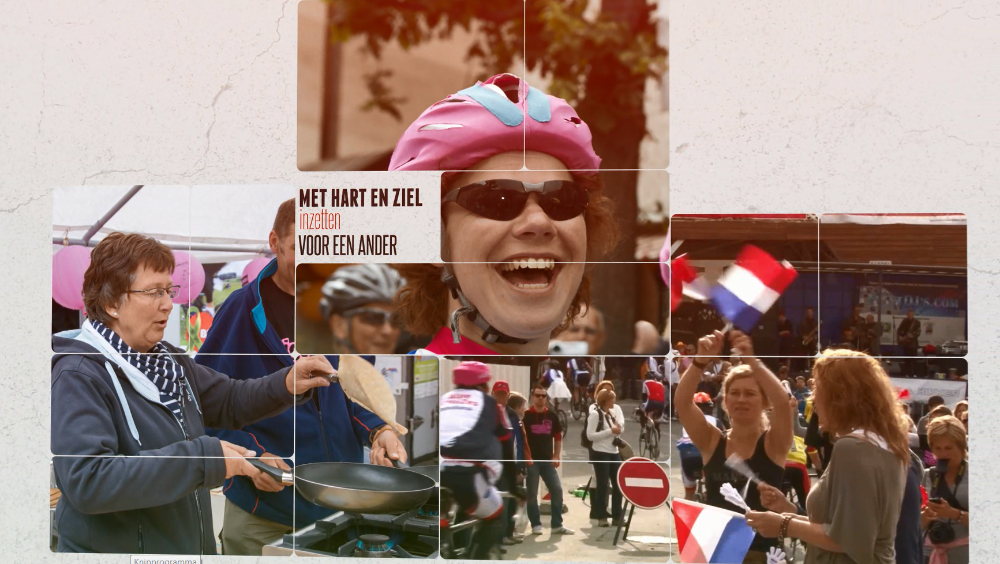 MET HART EN ZIEL
inzetten
VOOR EEN ANDER
Knipprogramma